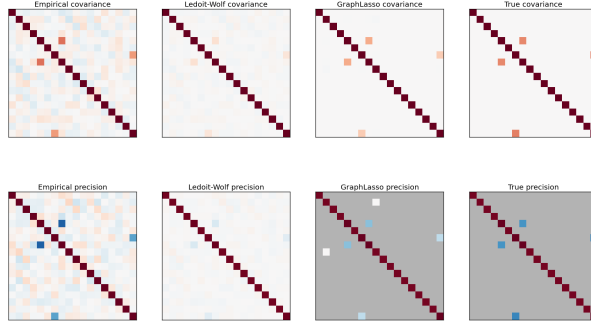 Empirical covariance
Ledoit-Wolf covariance
GraphLasso covariance
True covariance
Empirical precision
Ledoit-Wolf precision
GraphLasso precision
True precision